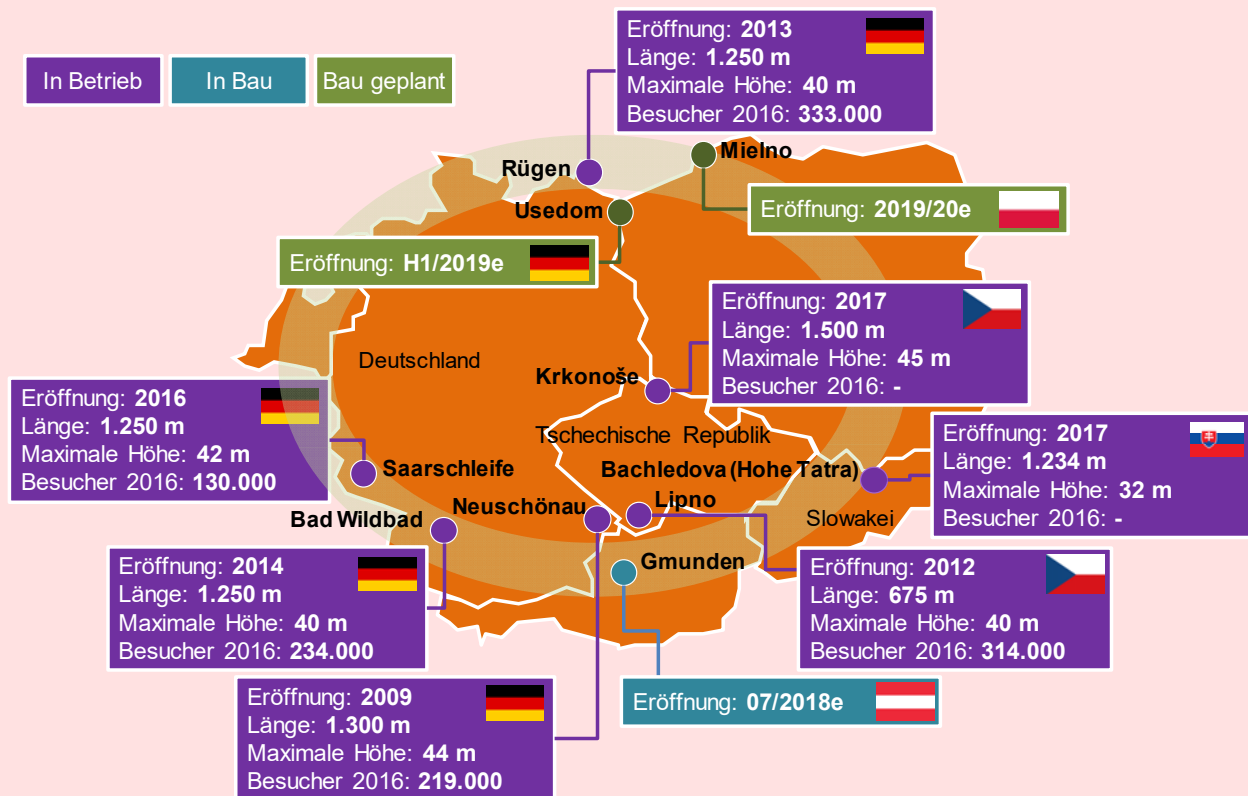 Eröffnung: 2013
Länge: 1.250 m
Maximale Höhe: 40 m
Besucher 2016: 333.000
In Betrieb
In Bau
Bau geplant
Mielno
Rügen
Usedom
Eröffnung: 2019/20e
Eröffnung: H1/2019e
Eröffnung: 2017
Länge: 1.500 m
Maximale Höhe: 45 m
Besucher 2016: -
Deutschland
Krkonoše
Eröffnung: 2016
Länge: 1.250 m
Maximale Höhe: 42 m
Besucher 2016: 130.000
Tschechische Republik
Eröffnung: 2017
Länge: 1.234 m
Maximale Höhe: 32 m
Besucher 2016: -
Saarschleife
Bachledova (Hohe Tatra)
Neuschönau
Lipno
Bad Wildbad
Slowakei
Gmunden
Eröffnung: 2014
Länge: 1.250 m
Maximale Höhe: 40 m
Besucher 2016: 234.000
Eröffnung: 2012
Länge: 675 m
Maximale Höhe: 40 m
Besucher 2016: 314.000
Eröffnung: 2009
Länge: 1.300 m
Maximale Höhe: 44 m
Besucher 2016: 219.000
Eröffnung: 07/2018e